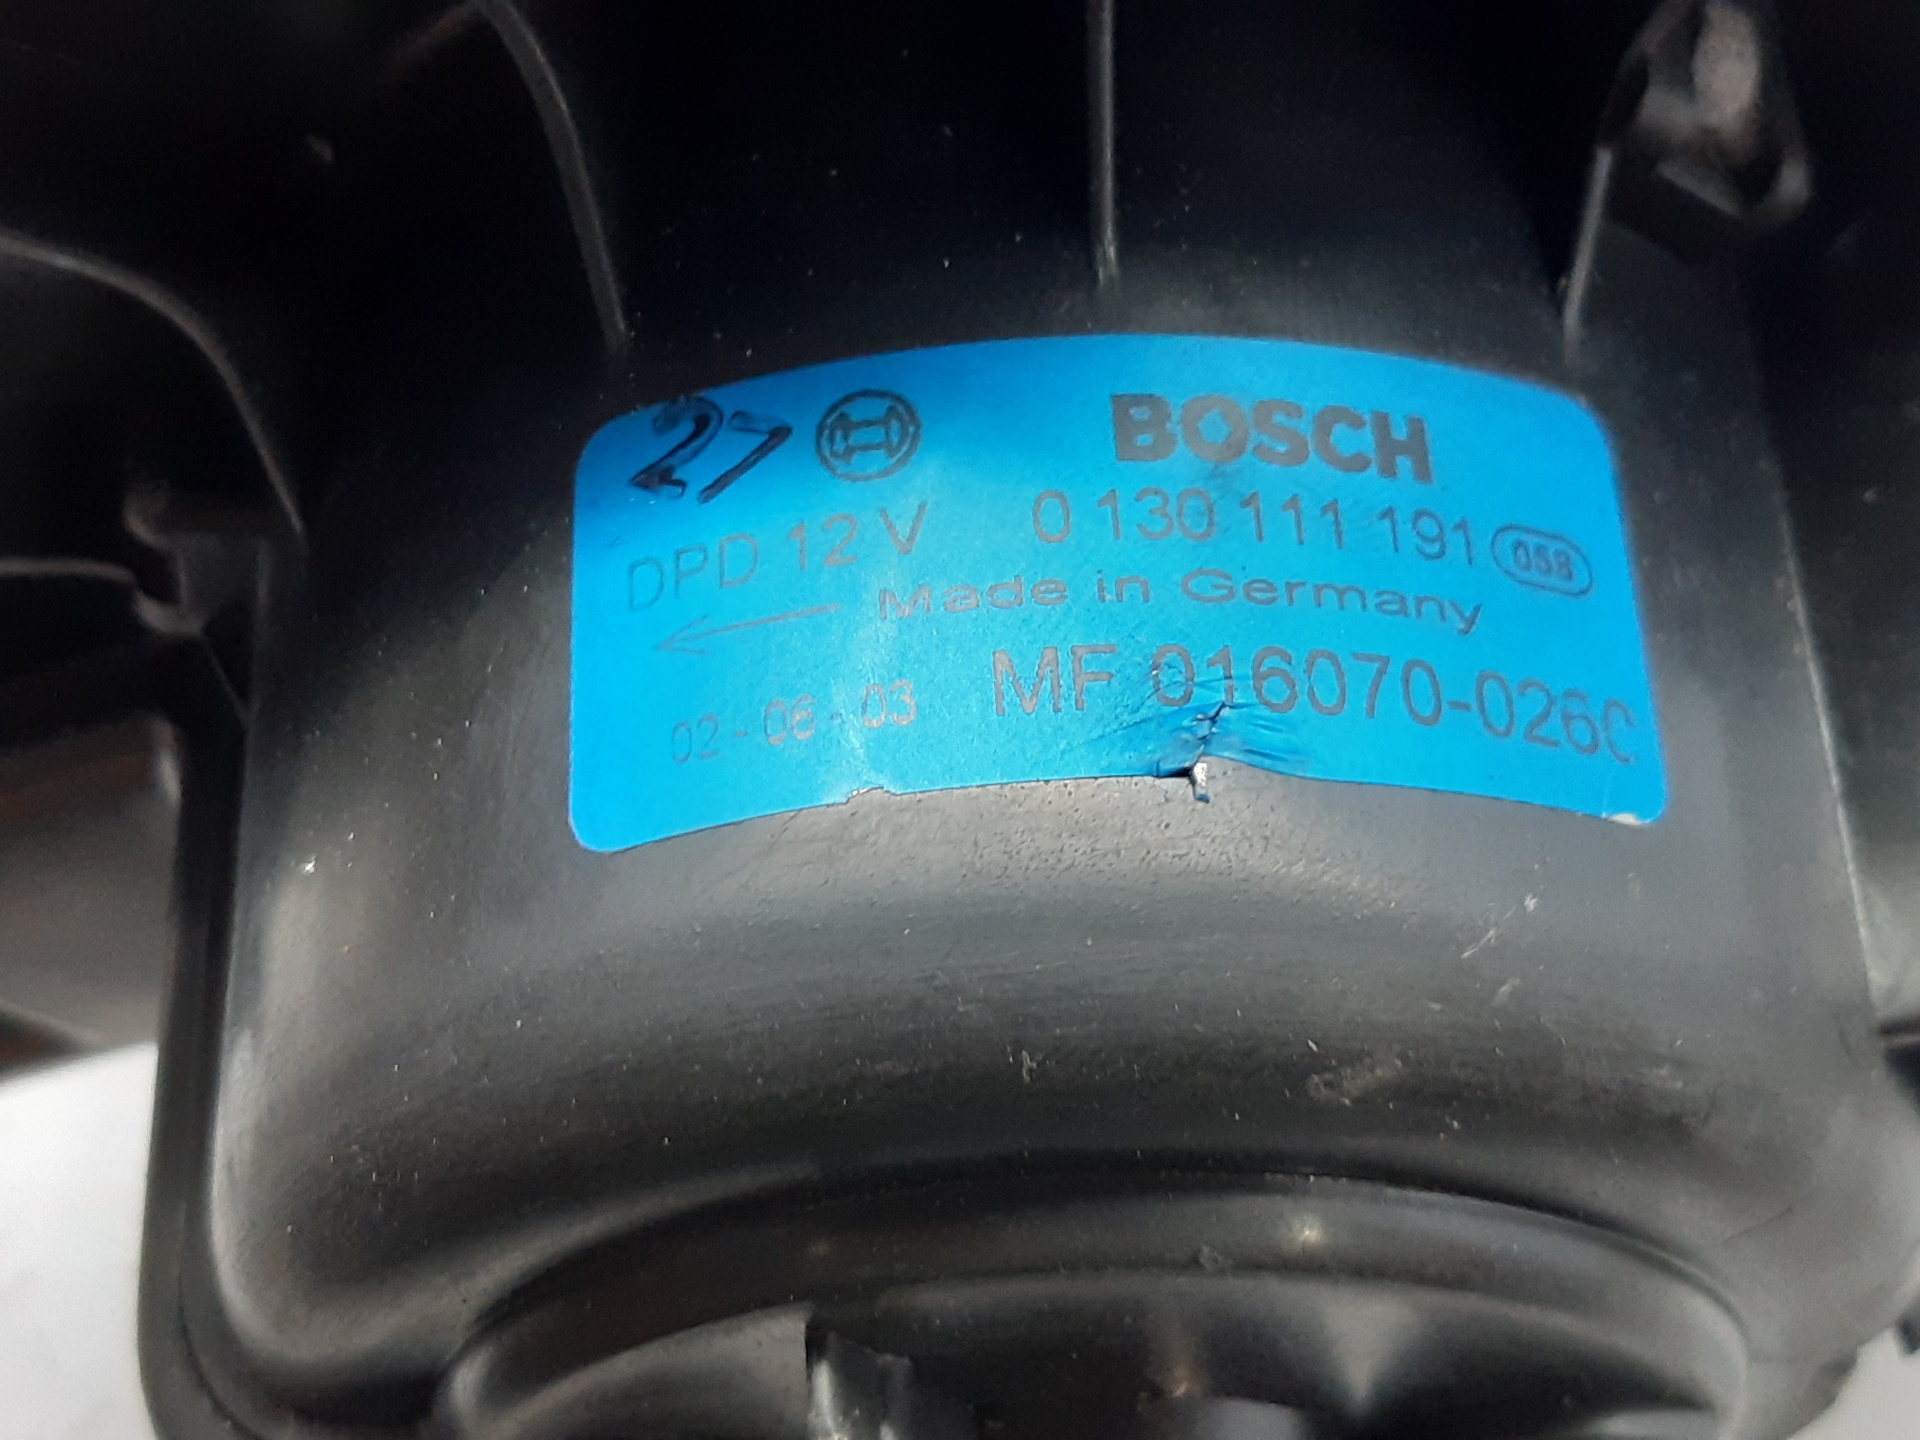 27 BOSCH
DPD 12 V 0 130 111 191 058
Made in Germany
02-06-03 MF 016070-026C